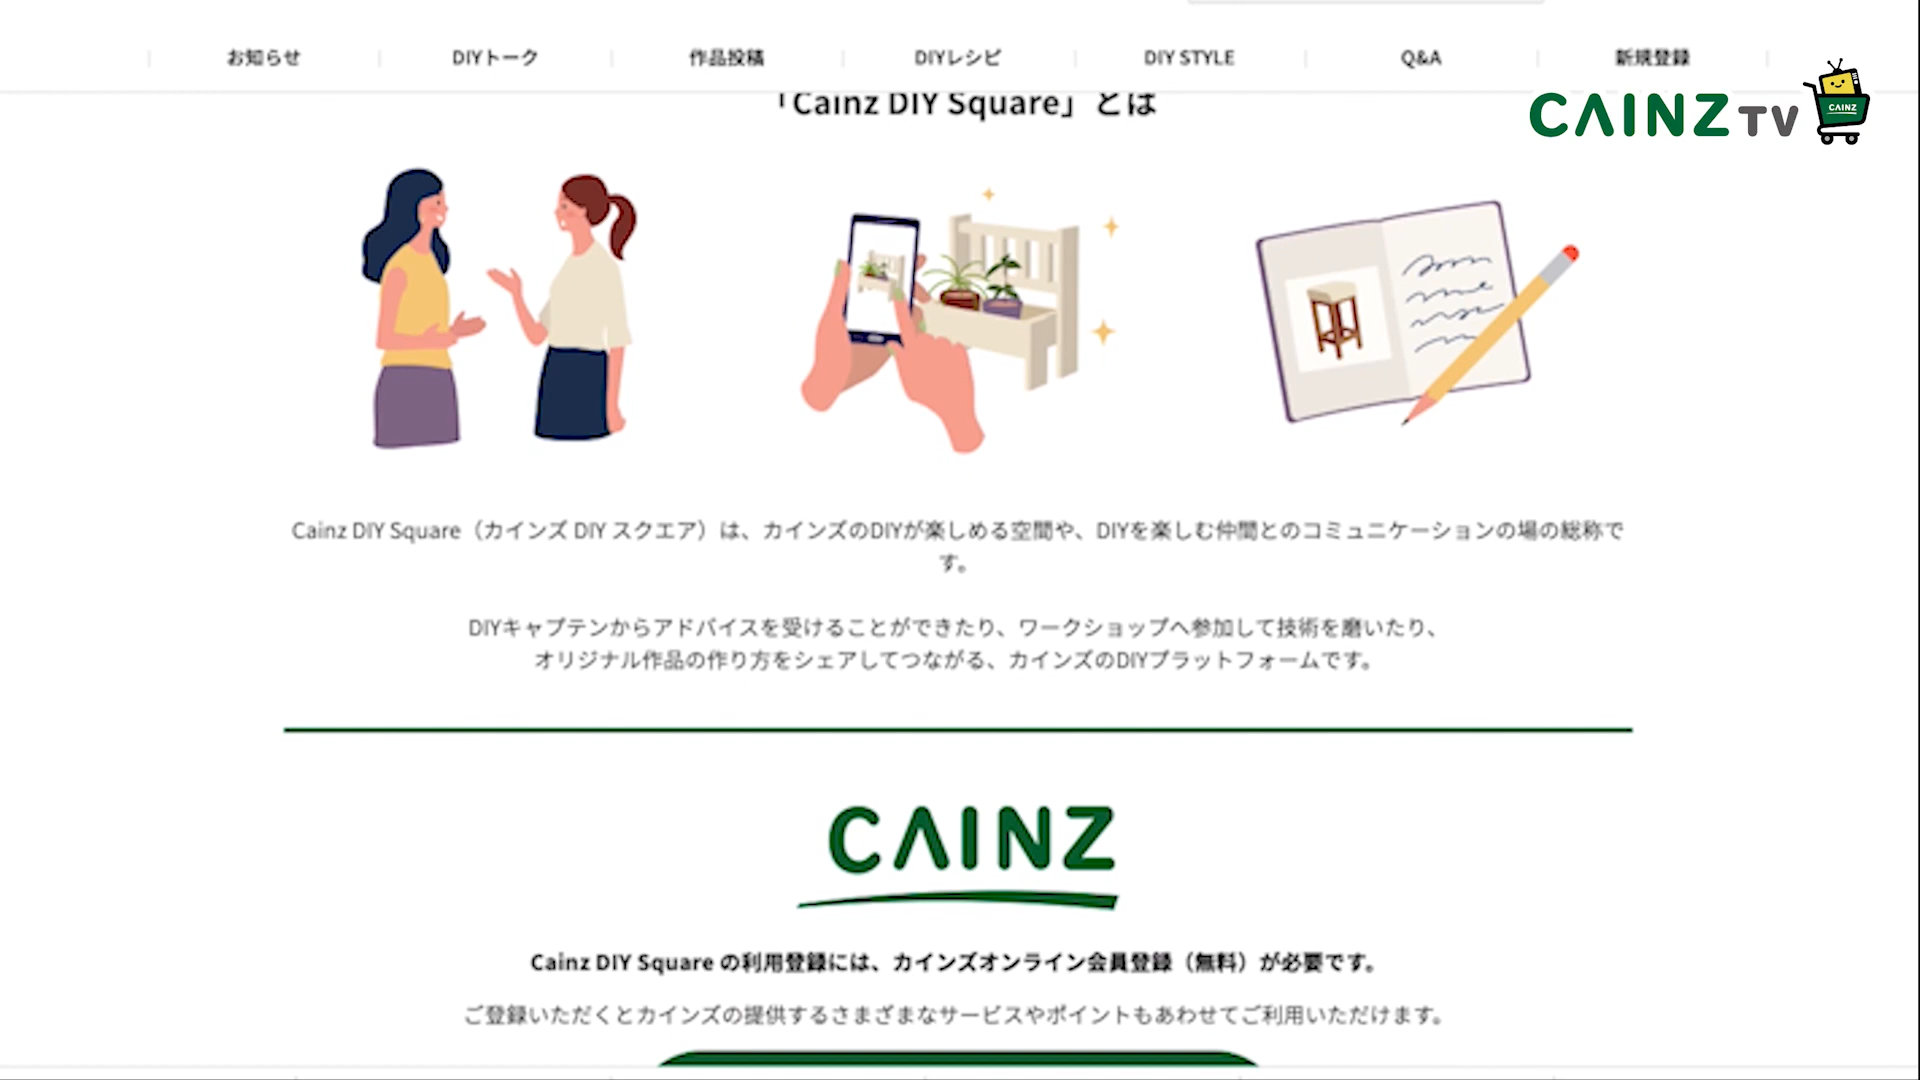 お知らせ
DIYトーク
作品投稿
DIYレシピ
DIY STYLE
Q&A
新規登録
CAINZ TV
CAINZ
「Cainz DIY Square」とは
Cainz DIY Square（カインズ DIY スクエア）は、カインズのDIYが楽しめる空間や、DIYを楽しむ仲間とのコミュニケーションの場の総称で
す。
DIYキャプテンからアドバイスを受けることができたり、ワークショップへ参加して技術を磨いたり、
オリジナル作品の作り方をシェアしてつながる、カインズのDIYプラットフォームです。
CAINZ
Cainz DIY Square の利用登録には、カインズオンライン会員登録（無料）が必要です。
ご登録いただくとカインズの提供するさまざまなサービスやポイントもあわせてご利用いただけます。